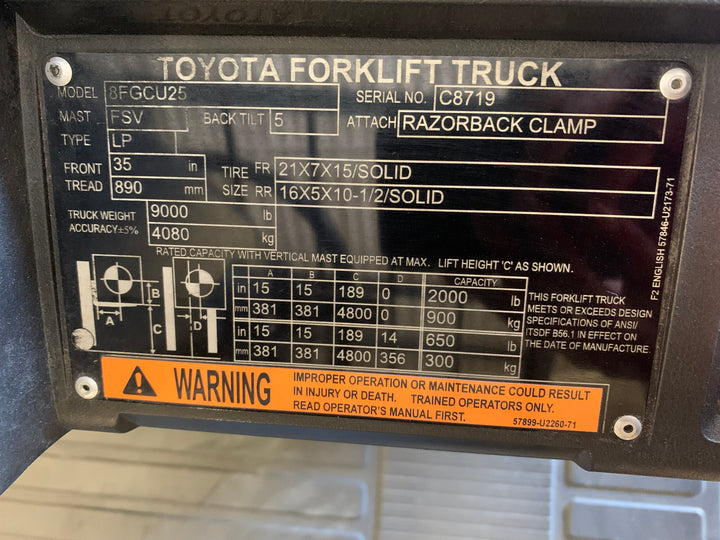 TOYOTA FORKLIFT TRUCK
MODEL 8FGCU25 SERIAL NO. C8719
MAST FSV BACK TILT 5 ATTACH RAZORBACK CLAMP
TYPE LP
FRONT 35 in TIRE FR 21X7X15/SOLID
TREAD 890 mm SIZE RR 16X5X10-1/2/SOLID
TRUCK WEIGHT 9000 lb
ACCURACY±5% 4080 kg
RATED CAPACITY WITH VERTICAL MAST EQUIPPED AT MAX. LIFT HEIGHT 'C' AS SHOWN.
A B C D CAPACITY
in 15 15 189 0 2000 lb
mm 381 381 4800 0 900 kg
in 15 15 189 14 650 lb
mm 381 381 4800 356 300 kg
A B C D
THIS FORKLIFT TRUCK
MEETS OR EXCEEDS DESIGN
SPECIFICATIONS OF ANSI/
ITSDF B56.1 IN EFFECT ON
THE DATE OF MANUFACTURE.
F2 ENGLISH 57846-U2173-71
WARNING
IMPROPER OPERATION OR MAINTENANCE COULD RESULT
IN INJURY OR DEATH. TRAINED OPERATORS ONLY.
READ OPERATOR'S MANUAL FIRST.
57899-U2260-71